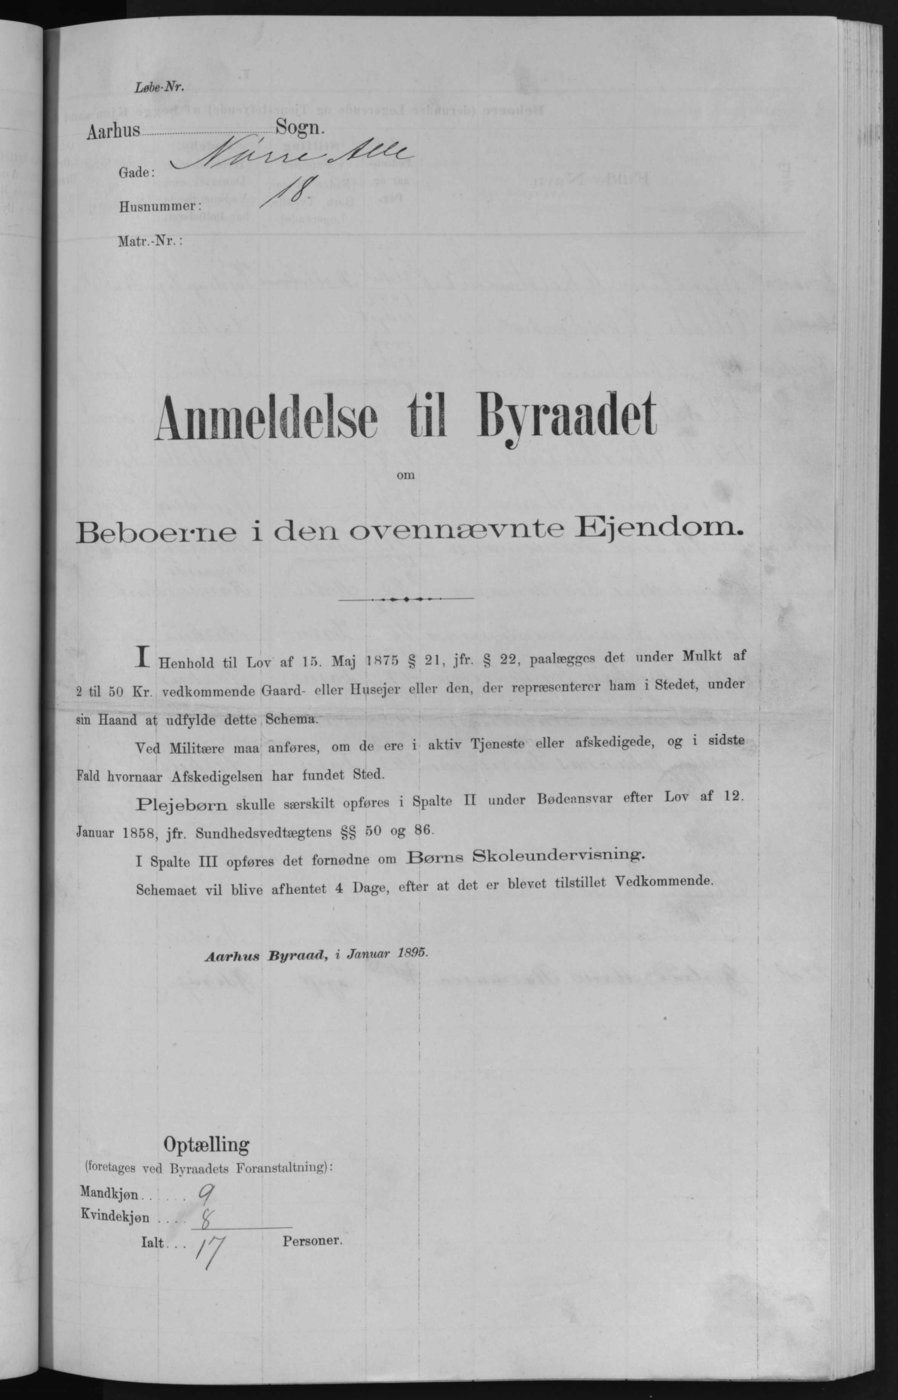 Løbe-Nr.
Aarhus Sogn.
Gade: Nörre Alle
Husnummer: 18.
Matr.-Nr.:
Anmeldelse til Byraadet
om
Beboerne i den ovennævnte Ejendom.
I Henhold til Lov af 15. Maj 1875 § 21, jfr. § 22, paalægges det under Mulkt af
2 til 50 Kr. vedkommende Gaard- eller Husejer eller den, der repræsenterer ham i Stedet, under
sin Haand at udfylde dette Schema.
Ved Militære maa anføres, om de ere i aktiv Tjeneste eller afskedigede, og i sidste
Fald hvornaar Afskedigelsen har fundet Sted.
Plejebørn skulle særskilt opføres i Spalte II under Bødeansvar efter Lov af 12.
Januar 1858, jfr. Sundhedsvedtægtens §§ 50 og 86.
I Spalte III opføres det fornødne om Børns Skoleundervisning.
Schemaet vil blive afhentet 4 Dage, efter at det er blevet tilstillet Vedkommende.
Aarhus Byraad, i Januar 1895.
Optælling
(foretages ved Byraadets Foranstaltning):
Mandkjøn...... 9
Kvindekjøn .... 8
Ialt... 17 Personer.